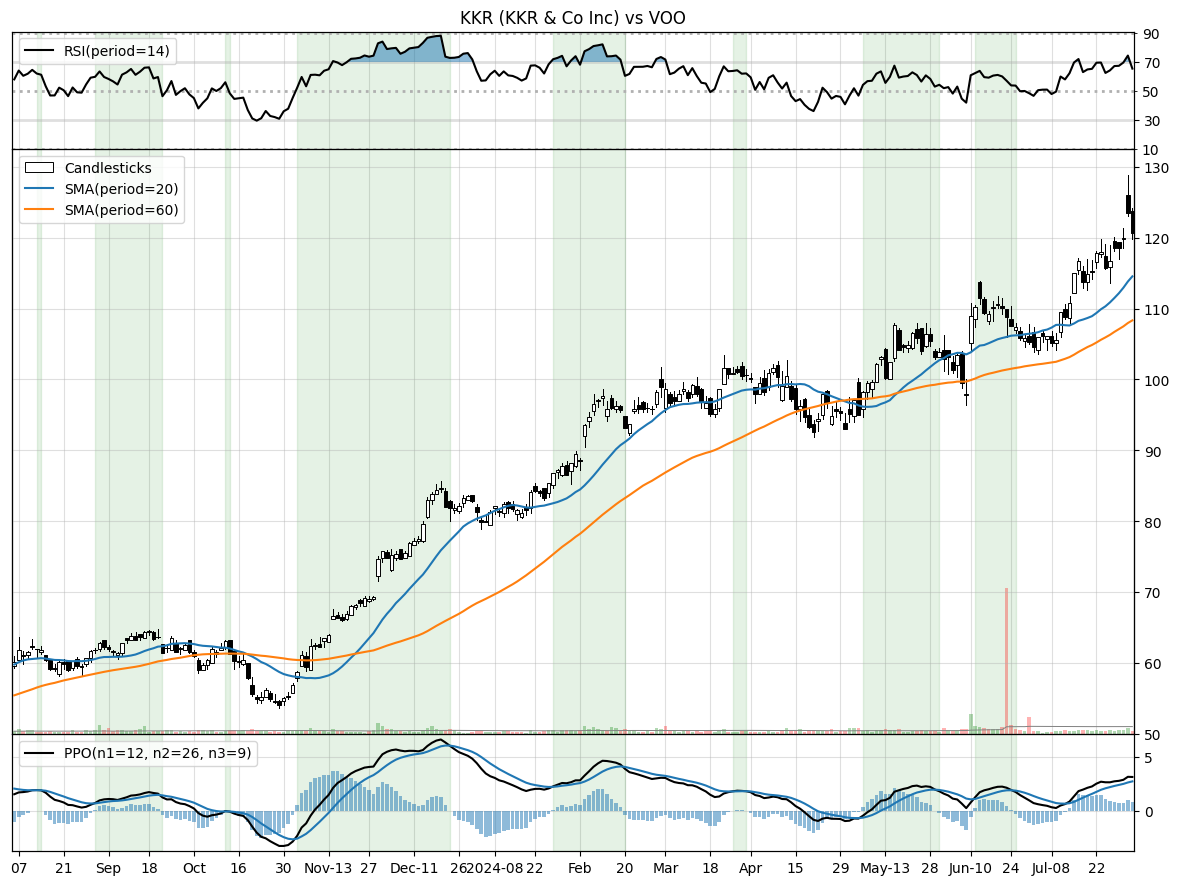 KKR (KKR & Co Inc) vs VOO
RSI(period=14)
90
70
50
30
10
Candlesticks
SMA(period=20)
SMA(period=60)
130
120
110
100
90
80
70
60
50
PPO(n1=12, n2=26, n3=9)
5
0
07 21 Sep 18 Oct 16 30 Nov-13 27 Dec-11 26 2024-08 22 Feb 20 Mar 18 Apr 15 29 May-13 28 Jun-10 24 Jul-08 22